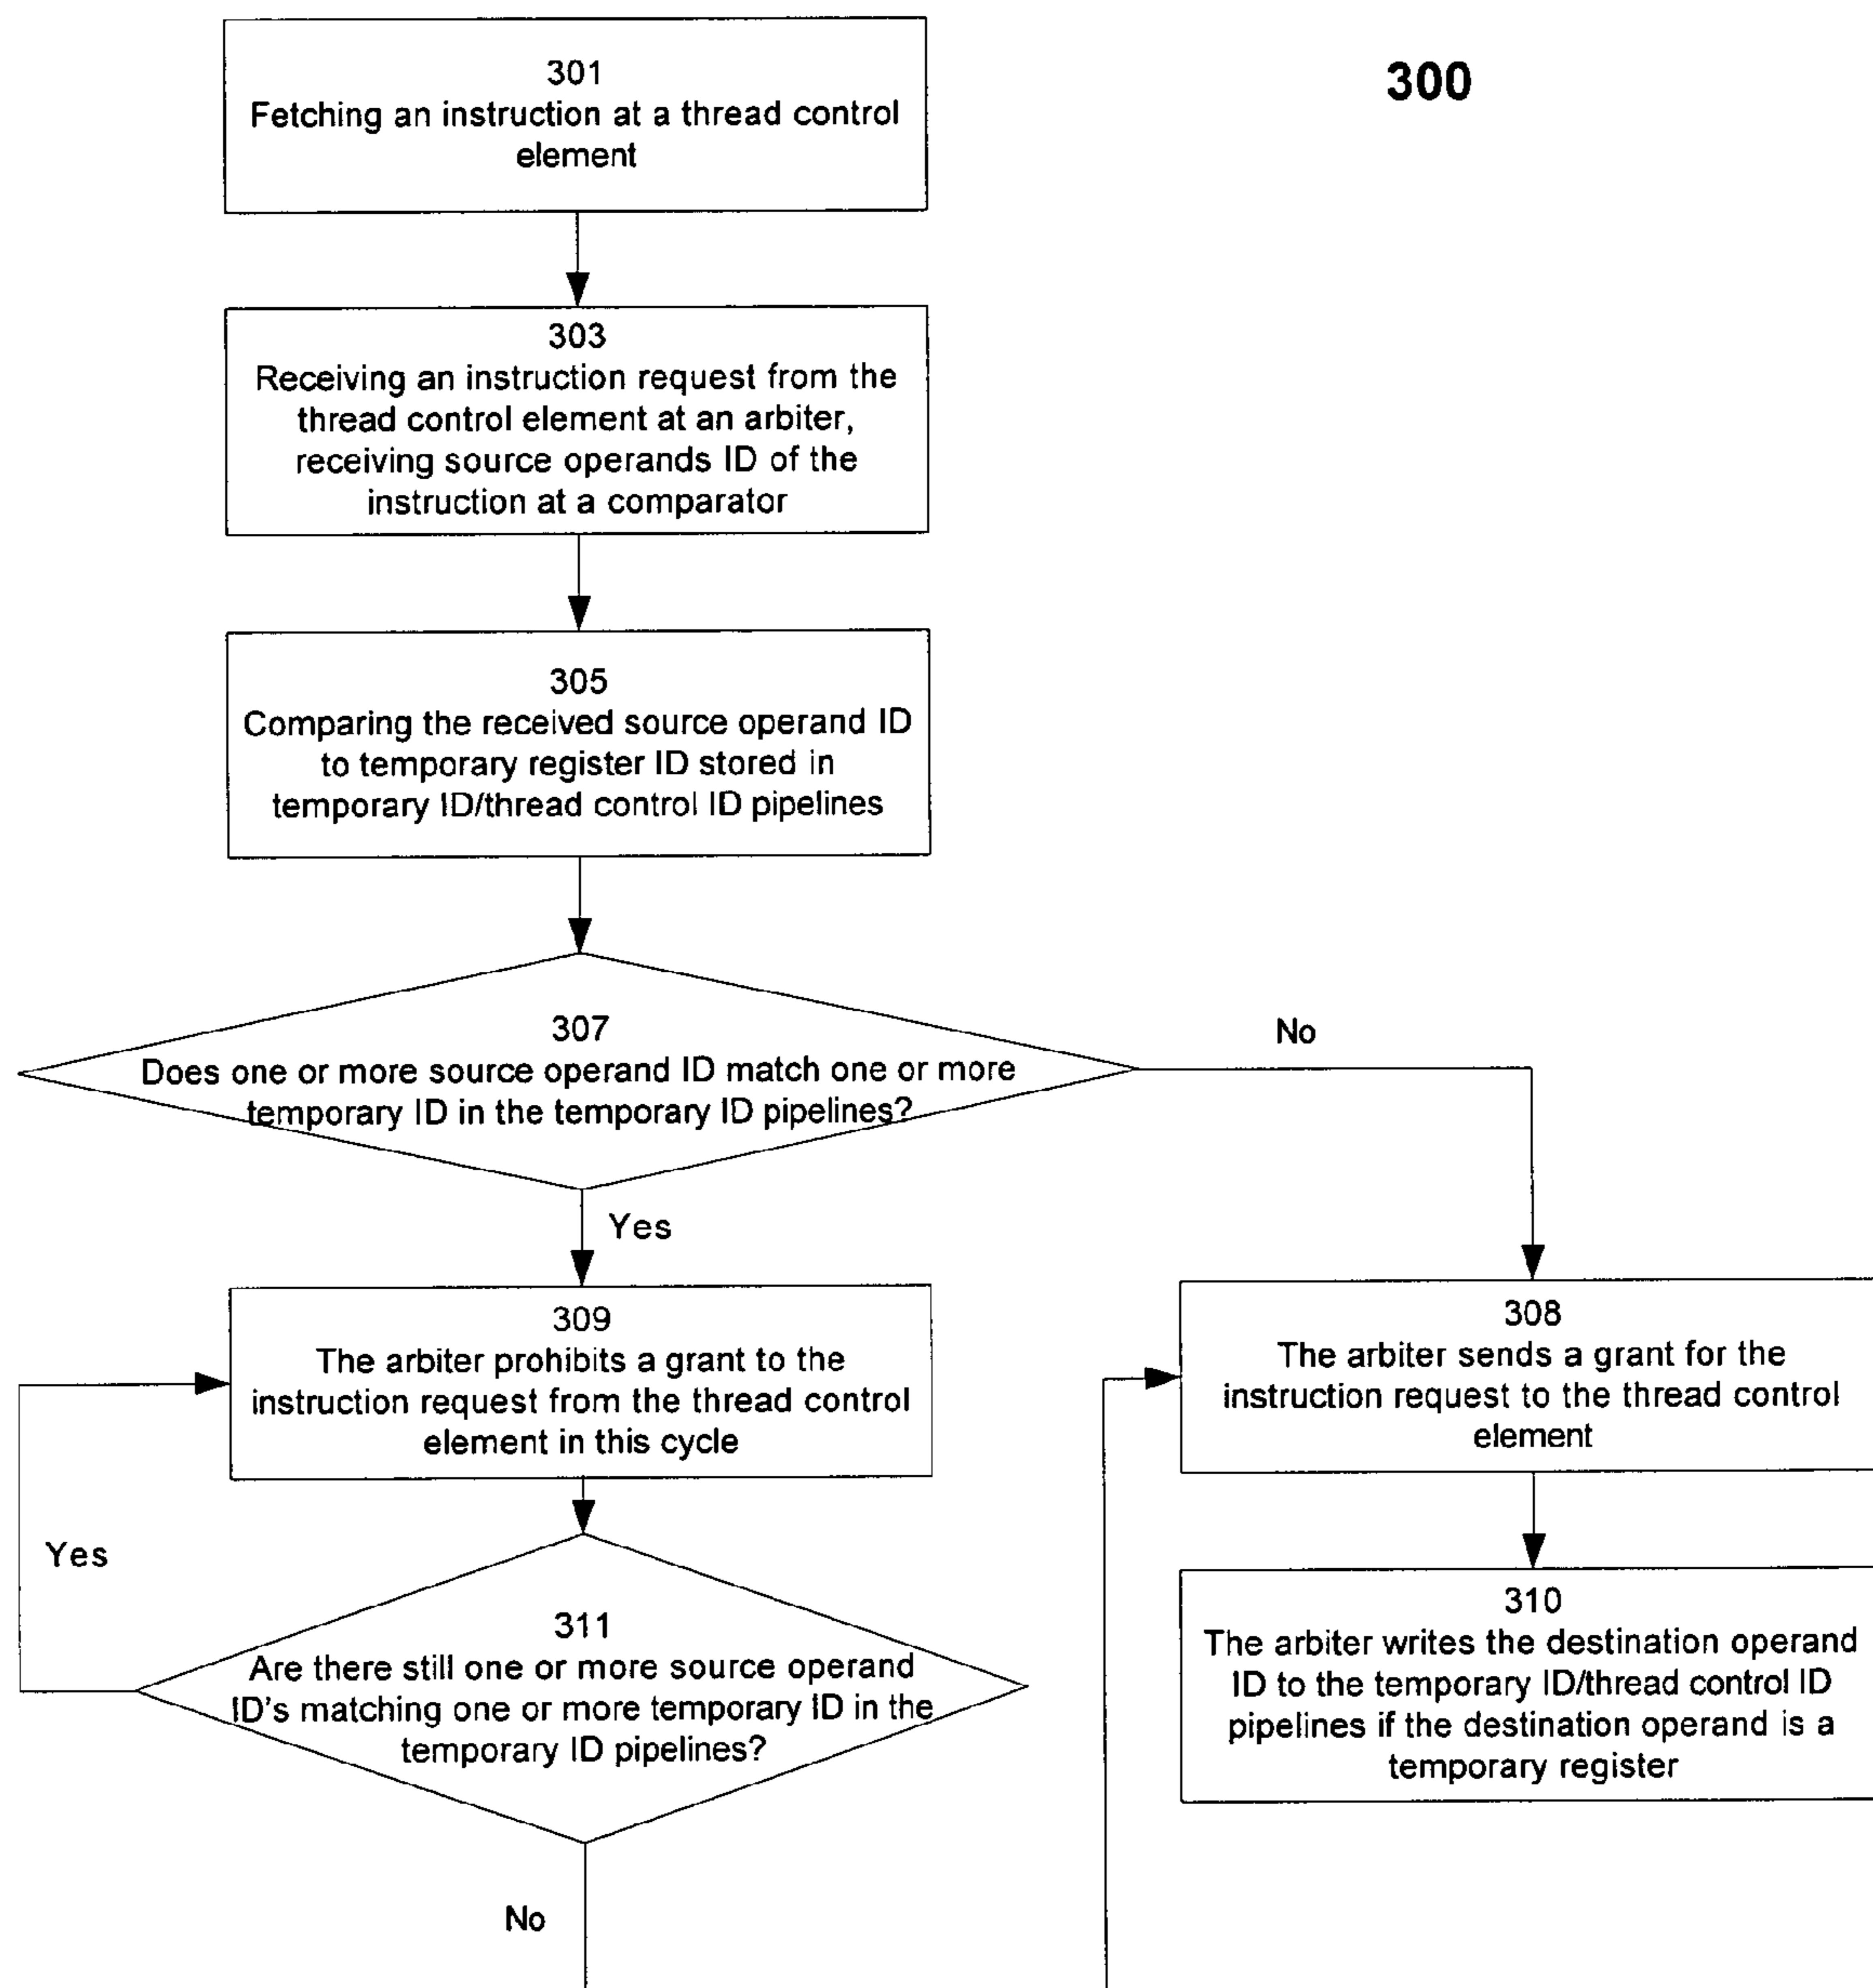 300
301
Fetching an instruction at a thread control
element
303
Receiving an instruction request from the
thread control element at an arbiter,
receiving source operands ID of the
instruction at a comparator
305
Comparing the received source operand ID
to temporary register ID stored in
temporary ID/thread control ID pipelines
307
Does one or more source operand ID match one or more
temporary ID in the temporary ID pipelines?
No
Yes
309
The arbiter prohibits a grant to the
instruction request from the thread control
element in this cycle
308
The arbiter sends a grant for the
instruction request to the thread control
element
Yes
311
Are there still one or more source operand
ID's matching one or more temporary ID in the
temporary ID pipelines?
310
The arbiter writes the destination operand
ID to the temporary ID/thread control ID
pipelines if the destination operand is a
temporary register
No